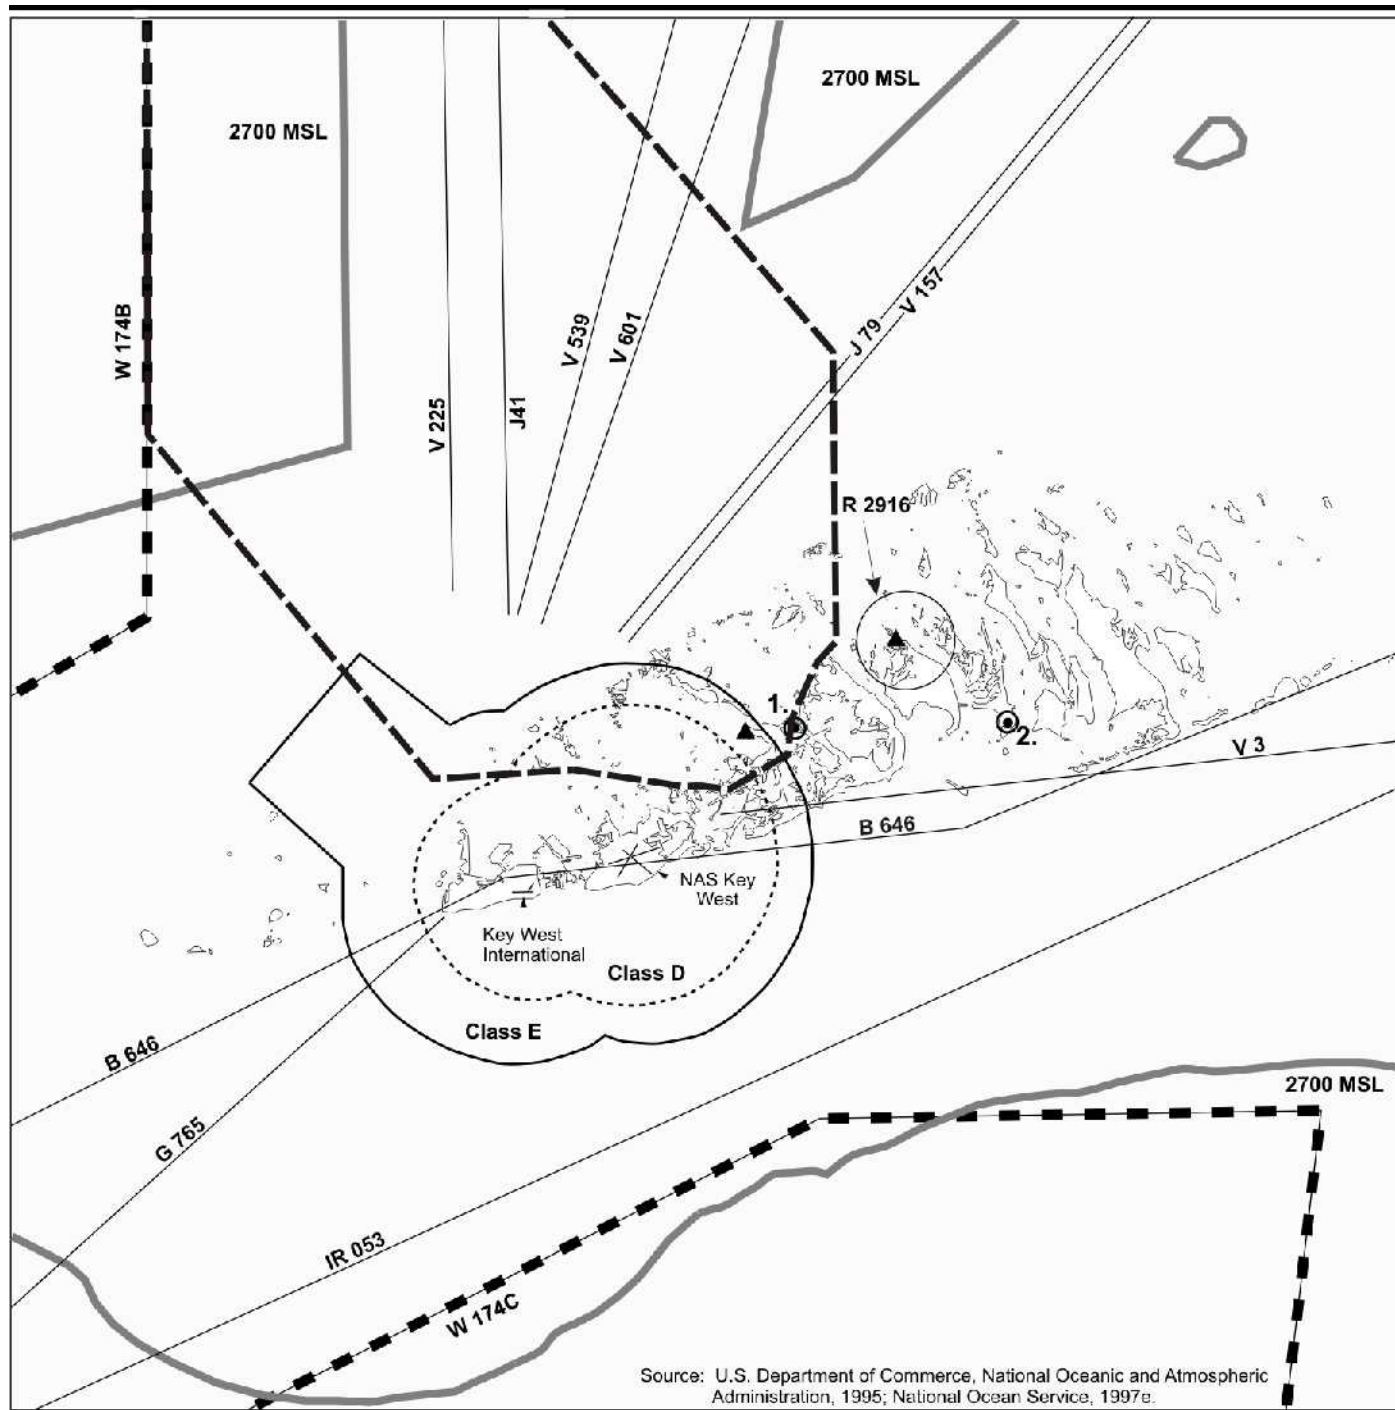 2700 MSL
2700 MSL
W 174B
V 225
J41
V 539
V 601
J 79
V 157
R 2916
1.
2.
V 3
B 646
NAS Key
West
Key West
International
Class D
Class E
B 646
G 765
IR 053
W 174C
2700 MSL
Source: U.S. Department of Commerce, National Oceanic and Atmospheric
Administration, 1995; National Ocean Service, 1997e.